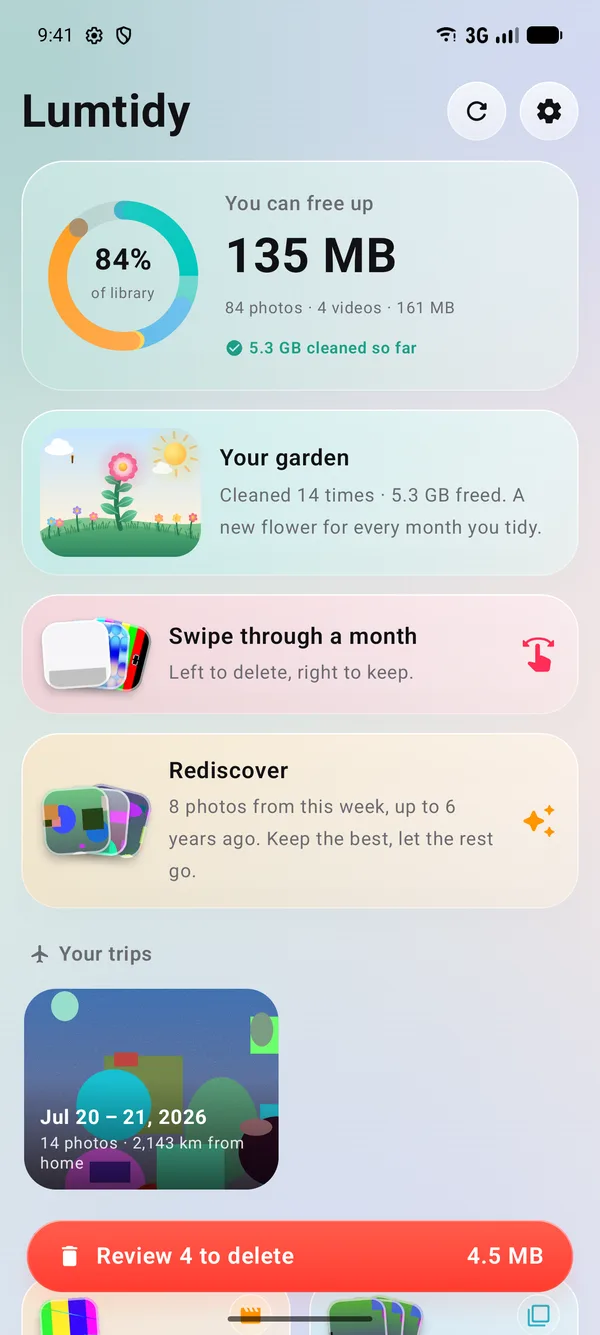 9:41
3G
Lumtidy
84%
of library
You can free up
135 MB
84 photos · 4 videos · 161 MB
5.3 GB cleaned so far
Your garden
Cleaned 14 times · 5.3 GB freed. A
new flower for every month you tidy.
Swipe through a month
Left to delete, right to keep.
Rediscover
8 photos from this week, up to 6
years ago. Keep the best, let the rest
go.
Your trips
Jul 20 – 21, 2026
14 photos · 2,143 km from
home
Review 4 to delete
4.5 MB